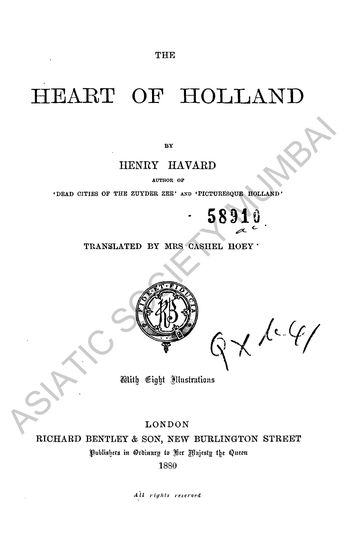 THE
HEART OF HOLLAND
BY
HENRY HAVARD
AUTHOR OF
'DEAD CITIES OF THE ZUYDER ZEE' AND 'PICTURESQUE HOLLAND'
58910
TRANSLATED BY MRS CASHEL HOEY
With Eight Illustrations
LONDON
RICHARD BENTLEY & SON, NEW BURLINGTON STREET
Publishers in Ordinary to Her Majesty the Queen
1880
All rights reserved
ASIATIC SOCIETY MUMBAI